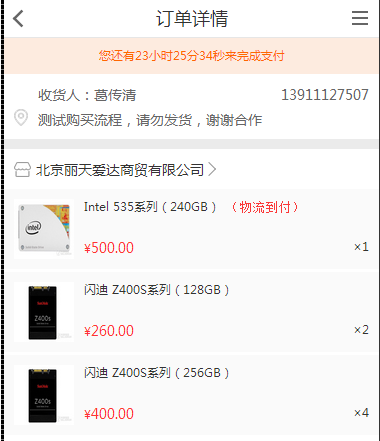 订单详情
您还有23小时25分34秒来完成支付
收货人：葛传清 13911127507
测试购买流程，请勿发货，谢谢合作
北京丽天爱达商贸有限公司
Intel 535系列（240GB） （物流到付）
intel
¥500.00 ×1
闪迪 Z400S系列（128GB）
SanDisk
Z400s
¥260.00 ×2
闪迪 Z400S系列（256GB）
SanDisk
Z400s
¥400.00 ×4